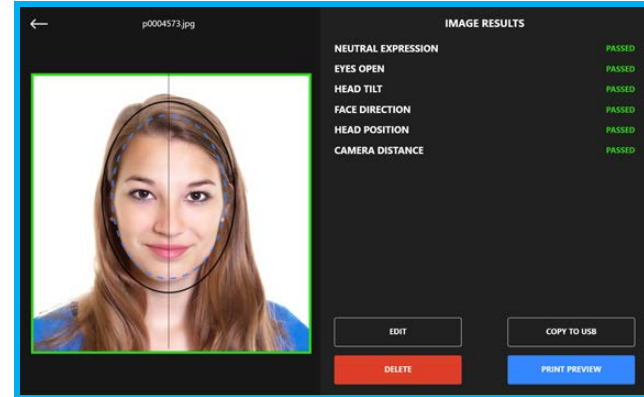 p0004573.jpg
IMAGE RESULTS
NEUTRAL EXPRESSION PASSED
EYES OPEN PASSED
HEAD TILT PASSED
FACE DIRECTION PASSED
HEAD POSITION PASSED
CAMERA DISTANCE PASSED
EDIT
COPY TO USB
DELETE
PRINT PREVIEW